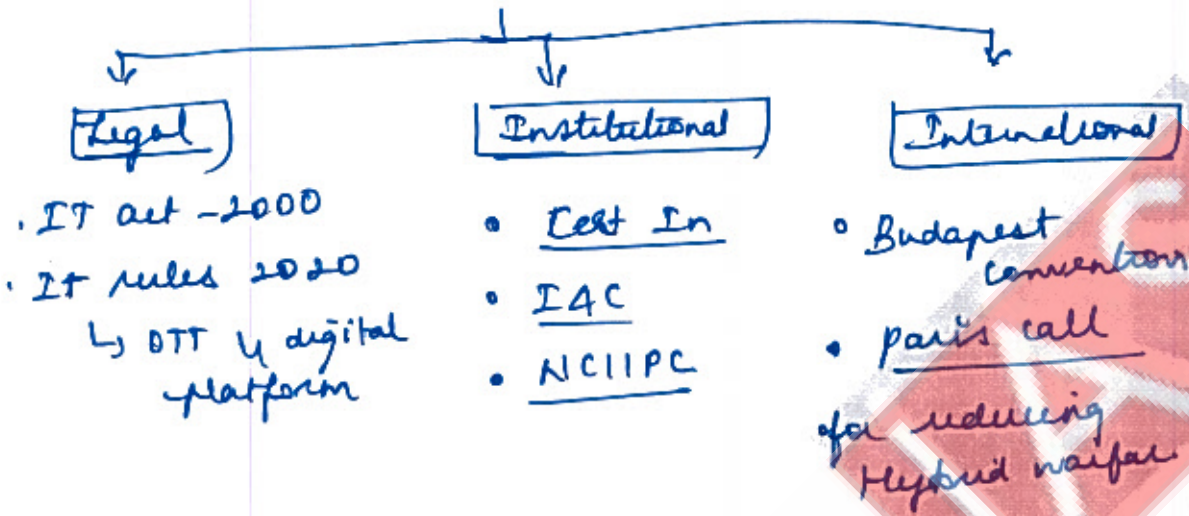 Legal
· IT act - 2000
· IT rules 2020
↳ OTT & digital
platform
Institutional
• Cert In
• I4C
• NCIIPC
International
• Budapest
convention
• Paris call
for reducing
Hybrid warfare